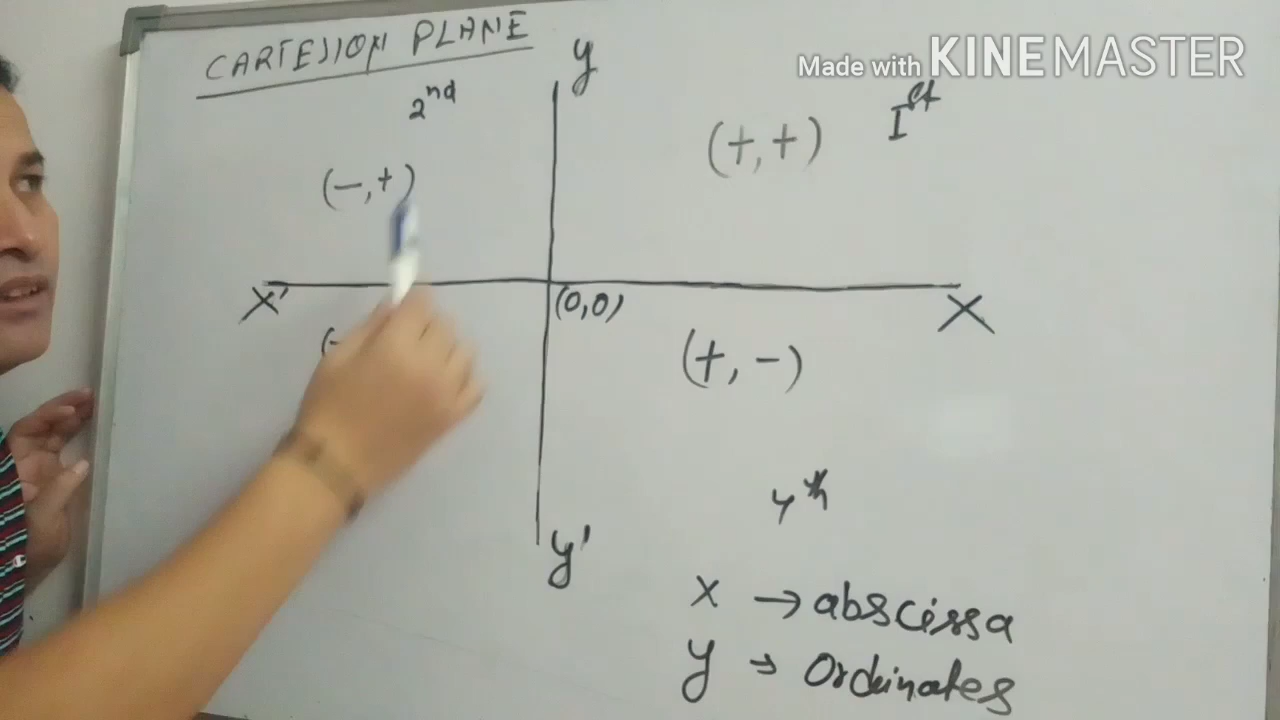 CARTESION PLANE
Made with KINEMASTER
y
2nd
(+,+)
Ist
(-,+)
X'
(0,0)
X
(-
(+,-)
4th
y'
X → abscissa
y → Ordinates